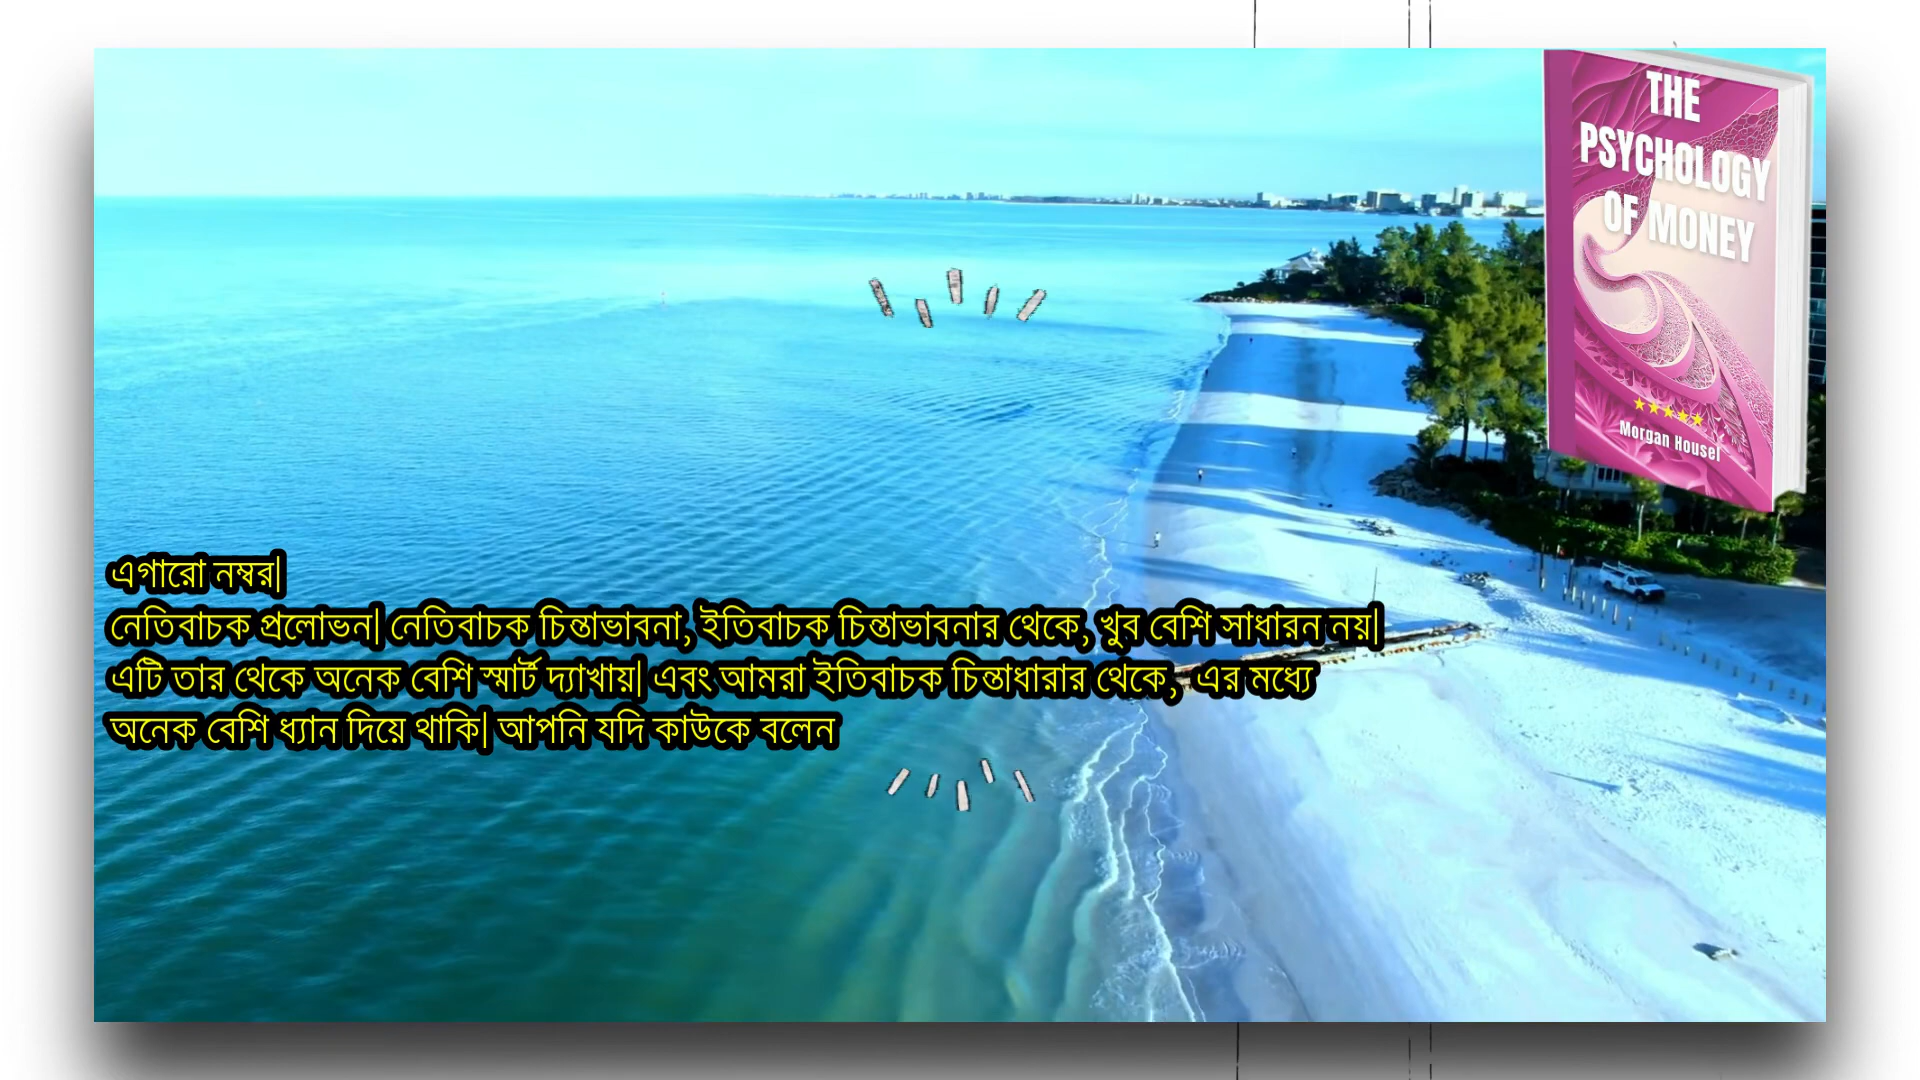 THE
PSYCHOLOGY
OF MONEY
Morgan Housel
এগারো নম্বর|
নেতিবাচক প্রলোভন| নেতিবাচক চিন্তাভাবনা, ইতিবাচক চিন্তাভাবনার থেকে, খুব বেশি সাধারন নয়|
এটি তার থেকে অনেক বেশি স্মার্ট দ্যাখায়| এবং আমরা ইতিবাচক চিন্তাধারার থেকে, এর মধ্যে
অনেক বেশি ধ্যান দিয়ে থাকি| আপনি যদি কাউকে বলেন